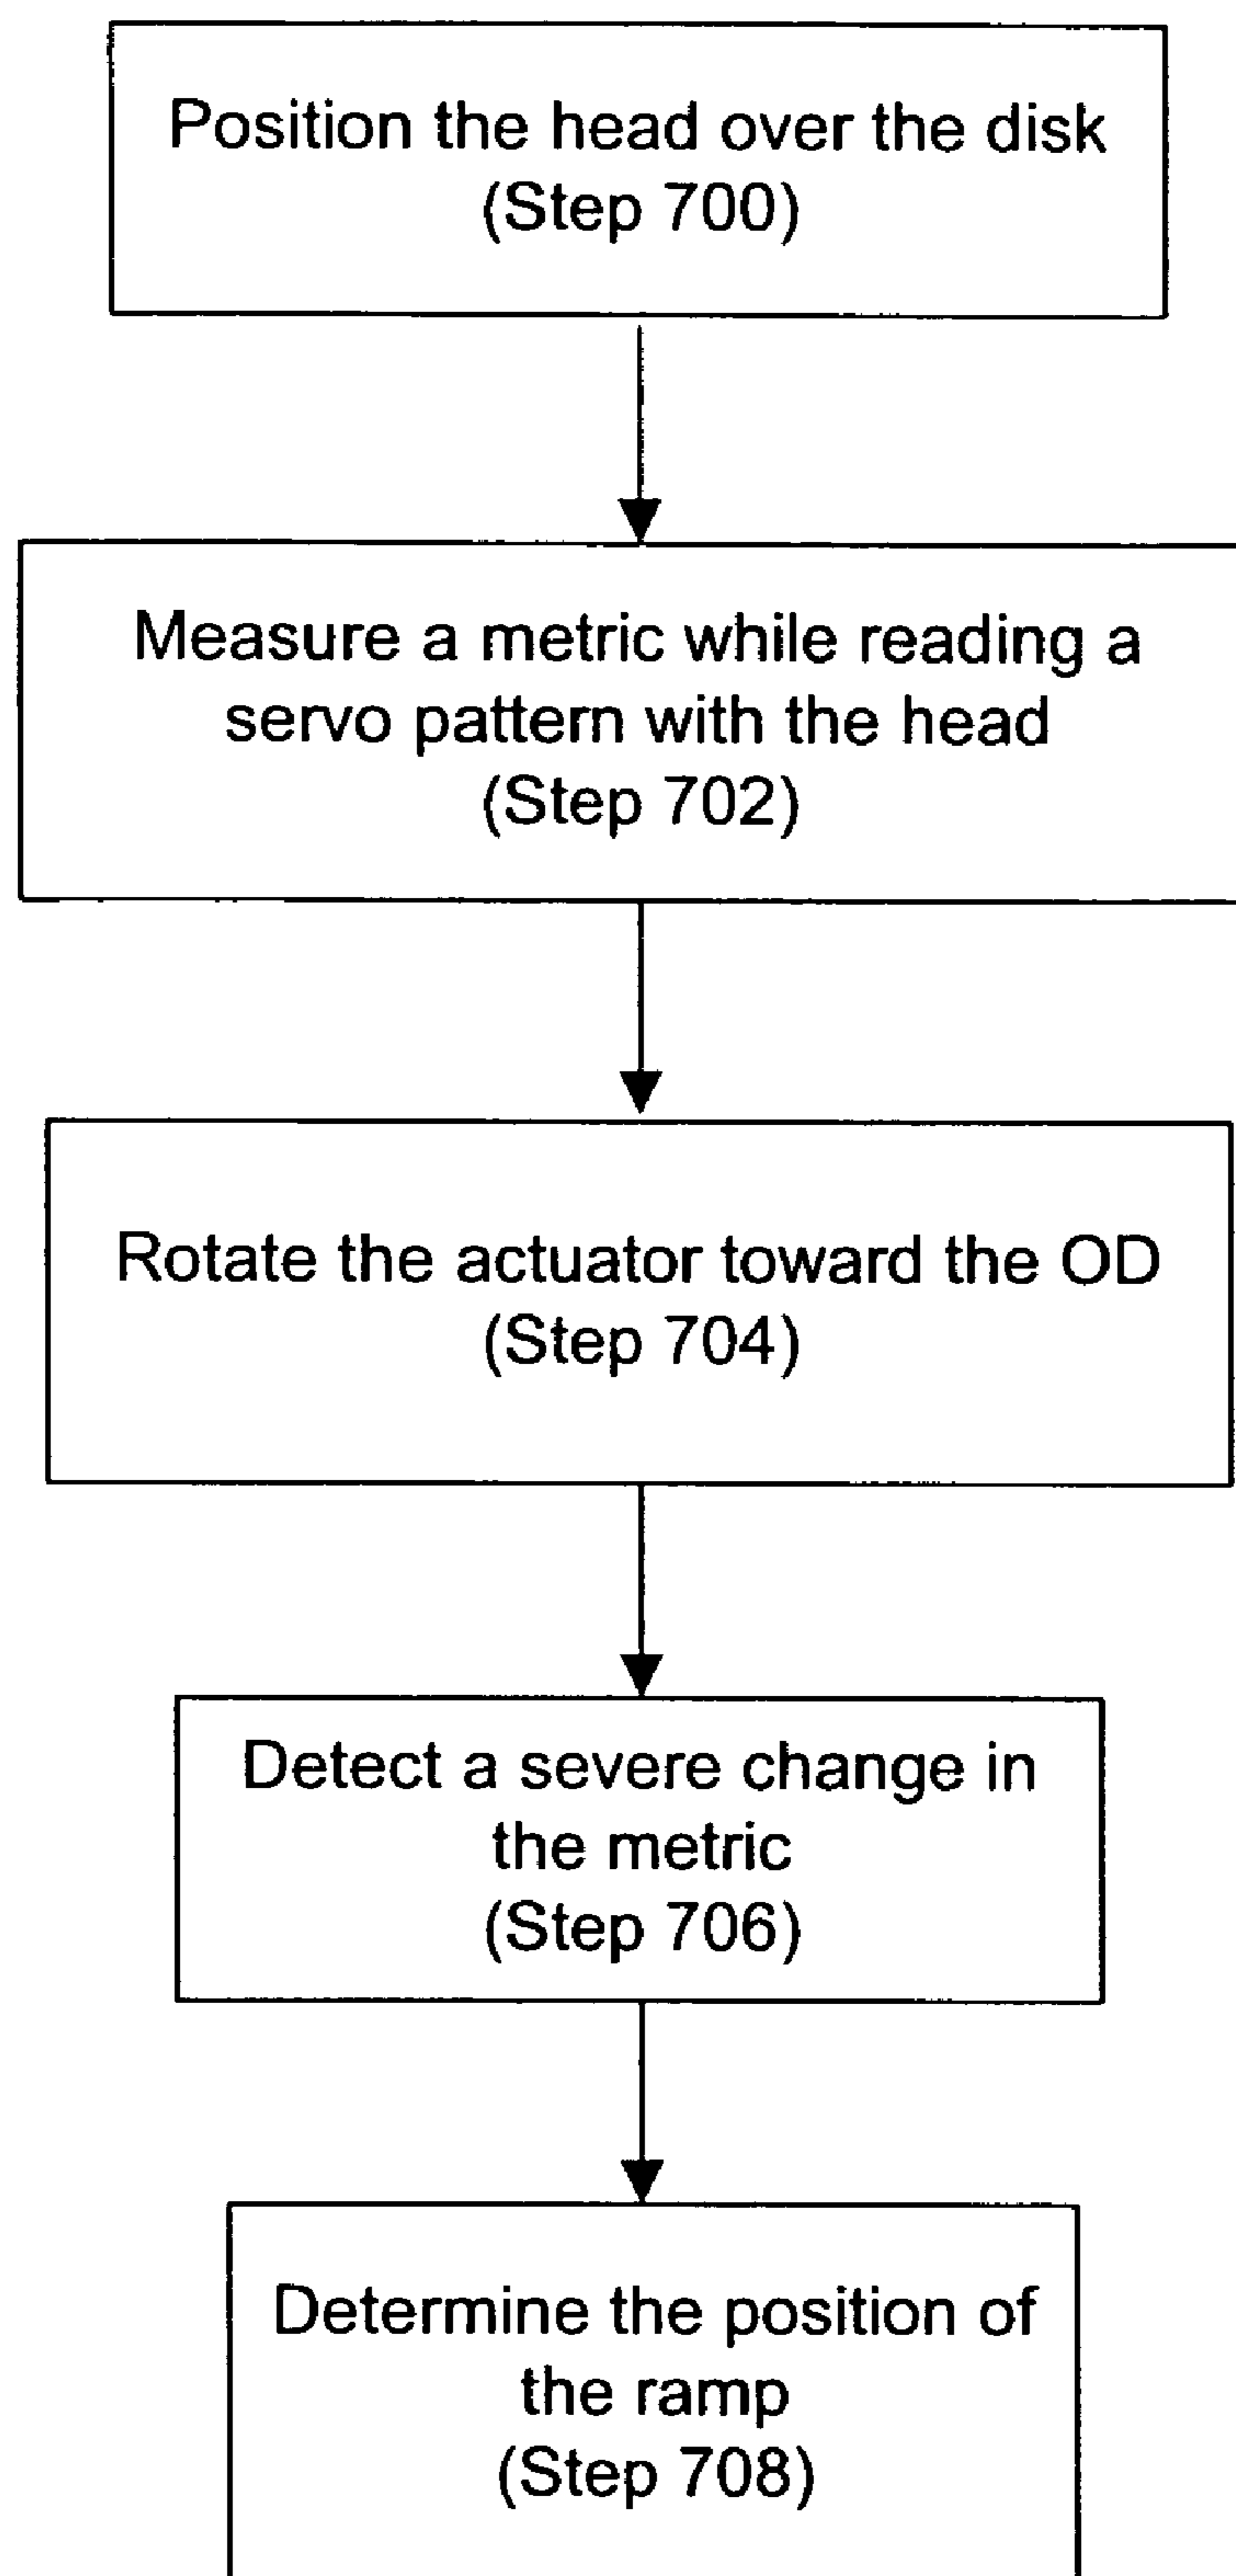 Position the head over the disk
(Step 700)
Measure a metric while reading a
servo pattern with the head
(Step 702)
Rotate the actuator toward the OD
(Step 704)
Detect a severe change in
the metric
(Step 706)
Determine the position of
the ramp
(Step 708)